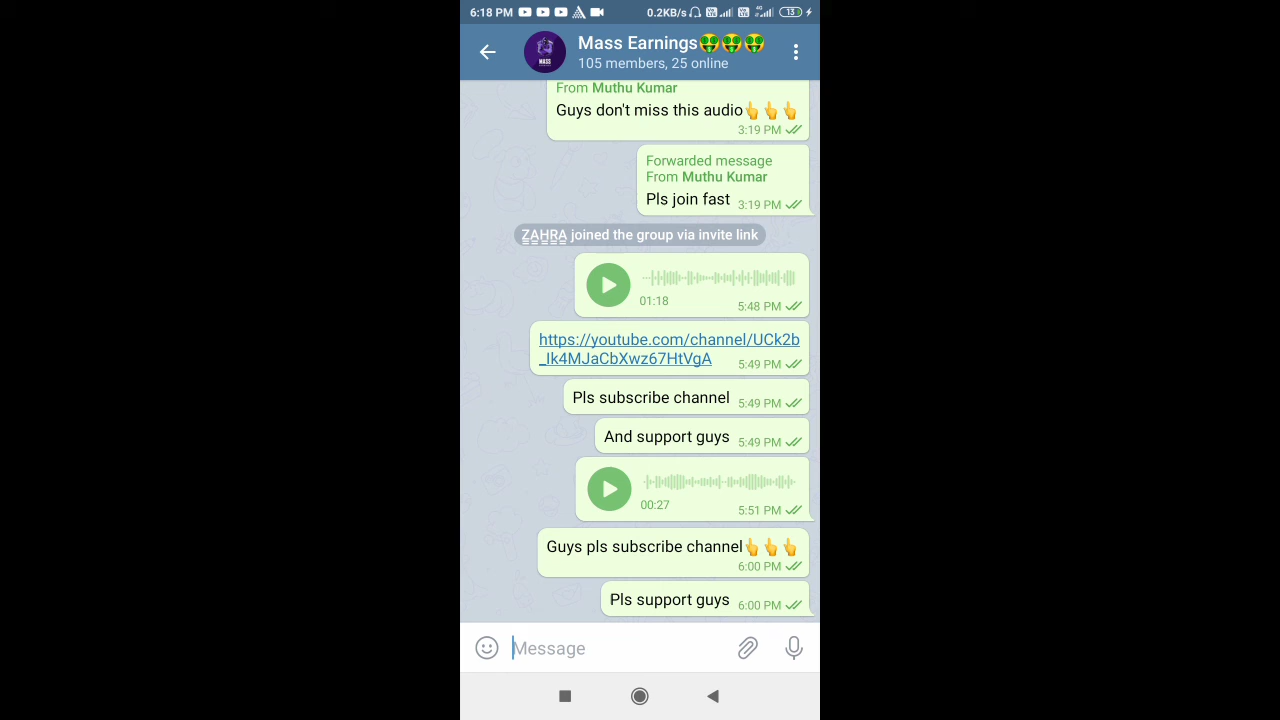 6:18 PM 0.2KB/s 4G 13
Mass Earnings🤑🤑🤑
105 members, 25 online
From Muthu Kumar
Guys don't miss this audio👆👆👆
3:19 PM
Forwarded message
From Muthu Kumar
Pls join fast 3:19 PM
ZAHRA joined the group via invite link
01:18 5:48 PM
https://youtube.com/channel/UCk2b
_Ik4MJaCbXwz67HtVgA 5:49 PM
Pls subscribe channel 5:49 PM
And support guys 5:49 PM
00:27 5:51 PM
Guys pls subscribe channel👆👆👆
6:00 PM
Pls support guys 6:00 PM
Message